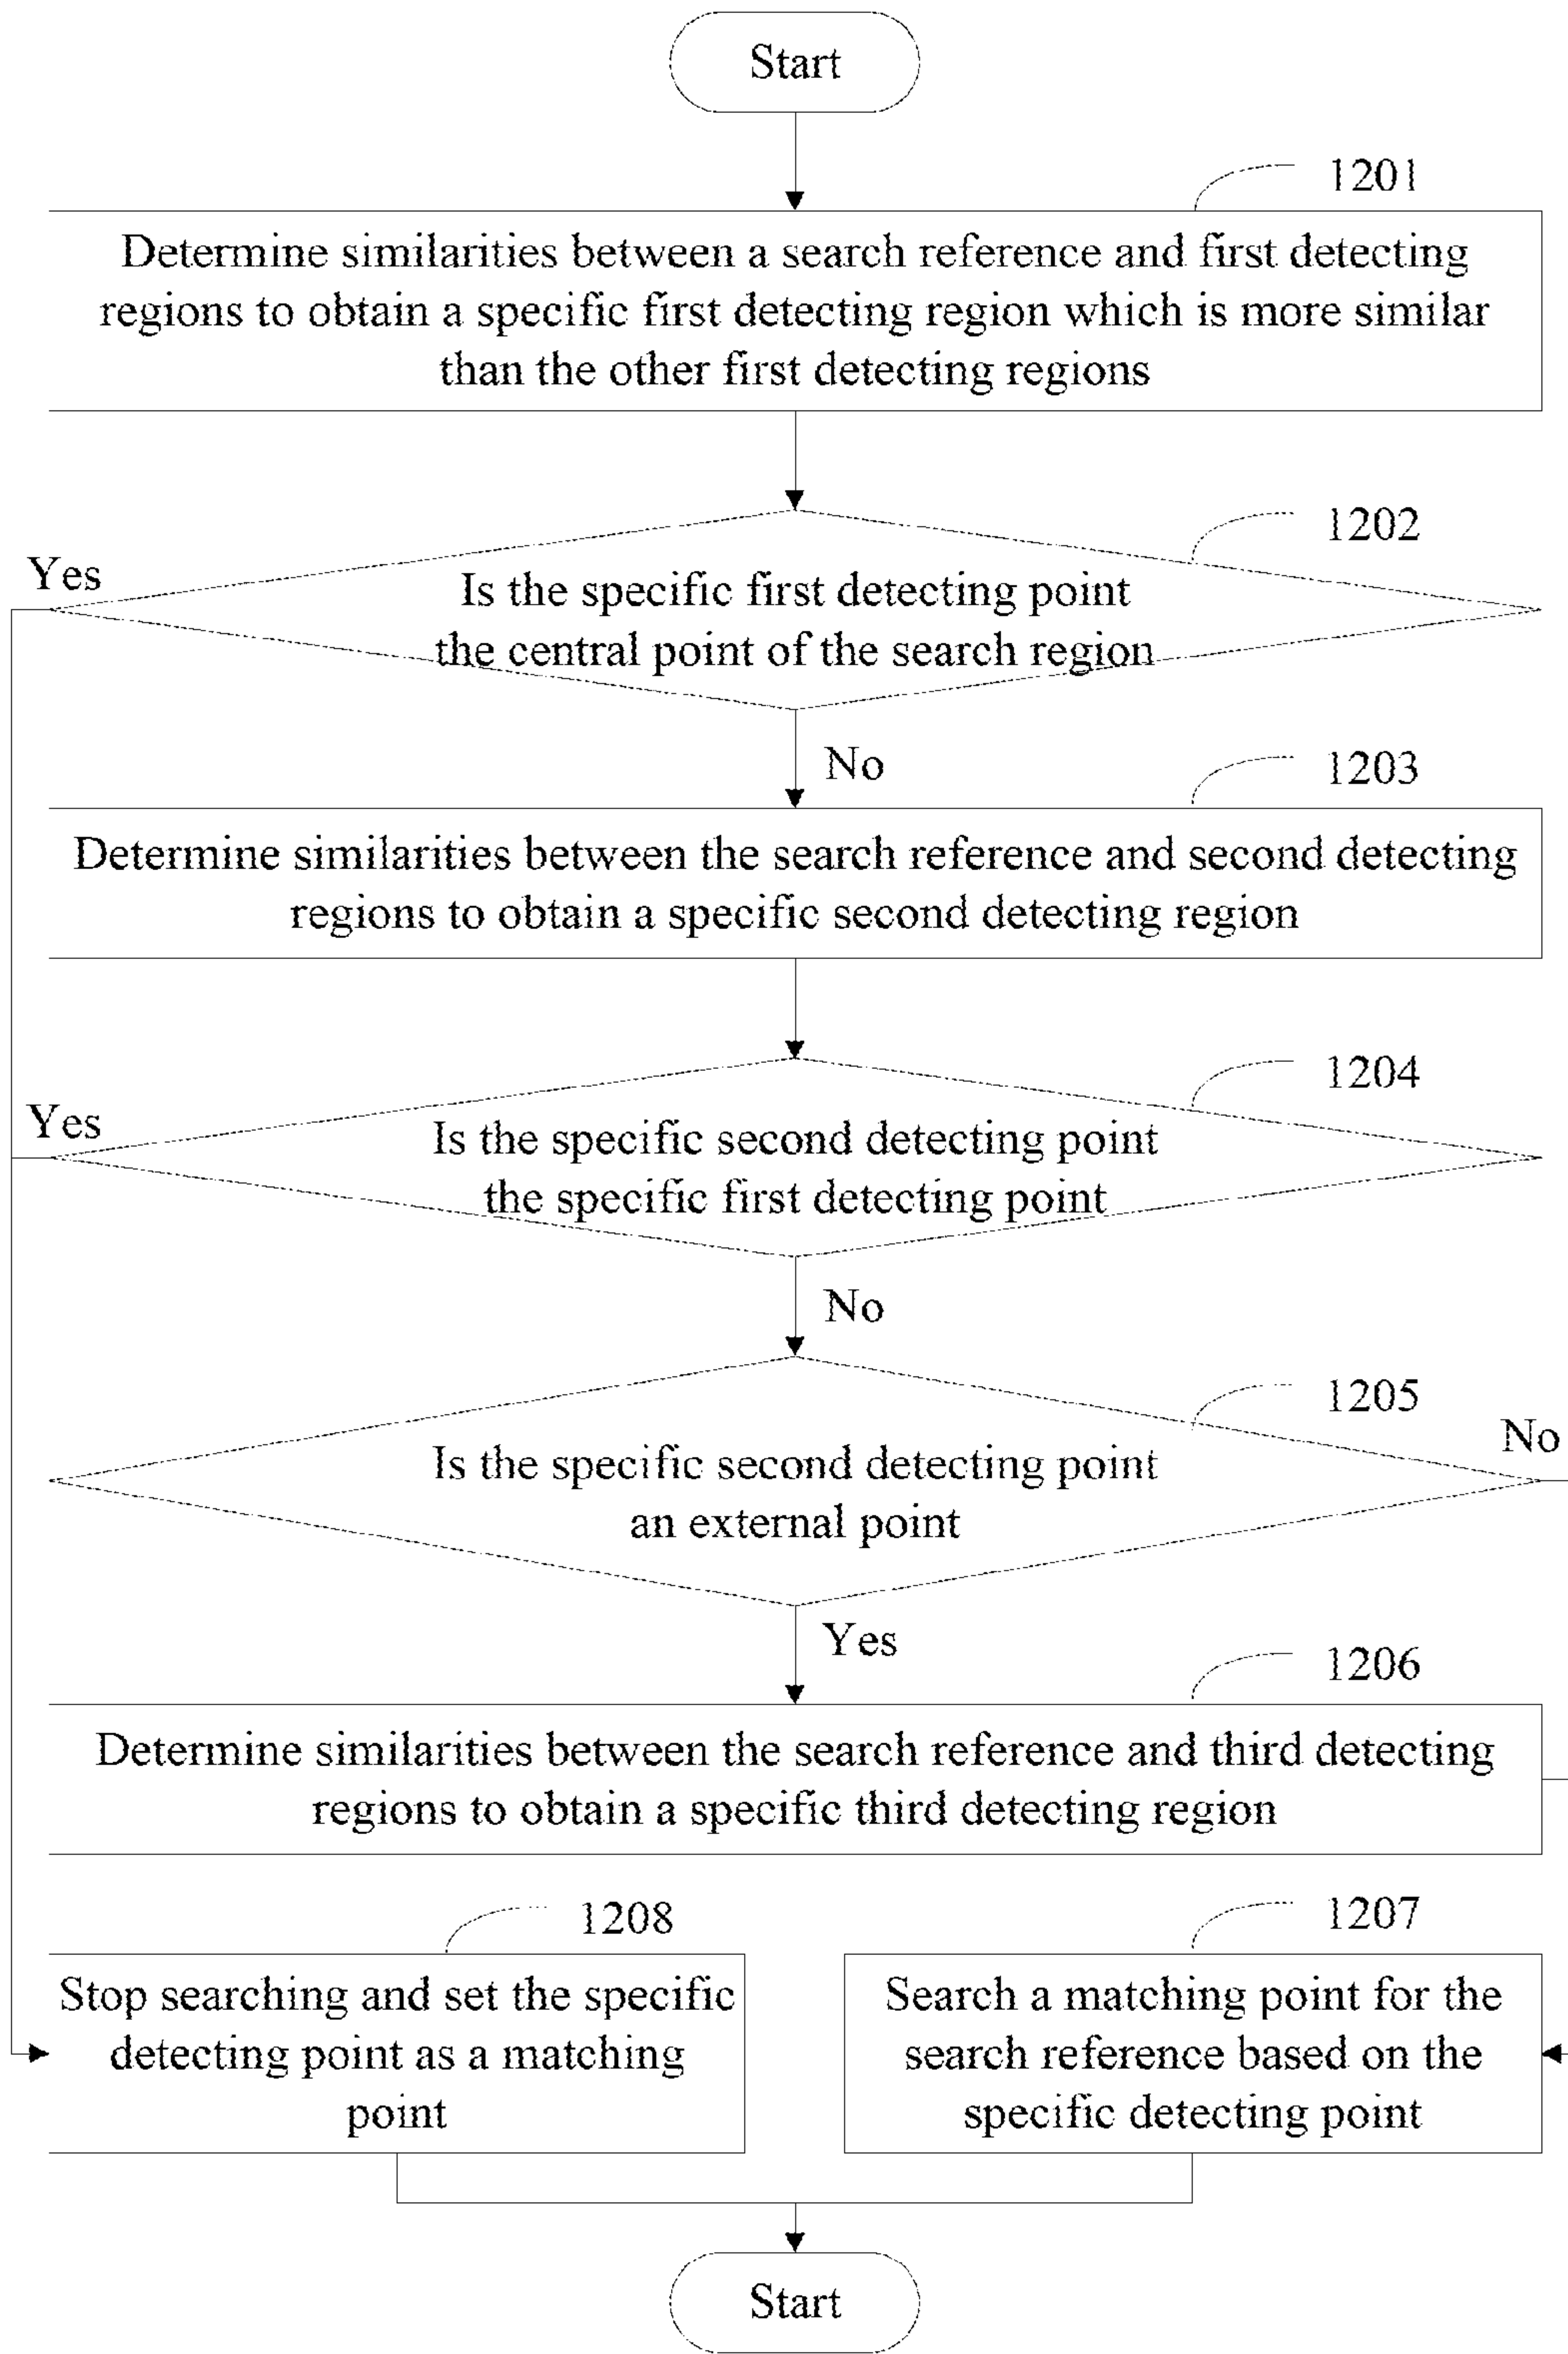 Start
1201
Determine similarities between a search reference and first detecting
regions to obtain a specific first detecting region which is more similar
than the other first detecting regions
1202
Yes
Is the specific first detecting point
the central point of the search region
No
1203
Determine similarities between the search reference and second detecting
regions to obtain a specific second detecting region
1204
Yes
Is the specific second detecting point
the specific first detecting point
No
1205
No
Is the specific second detecting point
an external point
Yes
1206
Determine similarities between the search reference and third detecting
regions to obtain a specific third detecting region
1208
Stop searching and set the specific
detecting point as a matching
point
1207
Search a matching point for the
search reference based on the
specific detecting point
Start